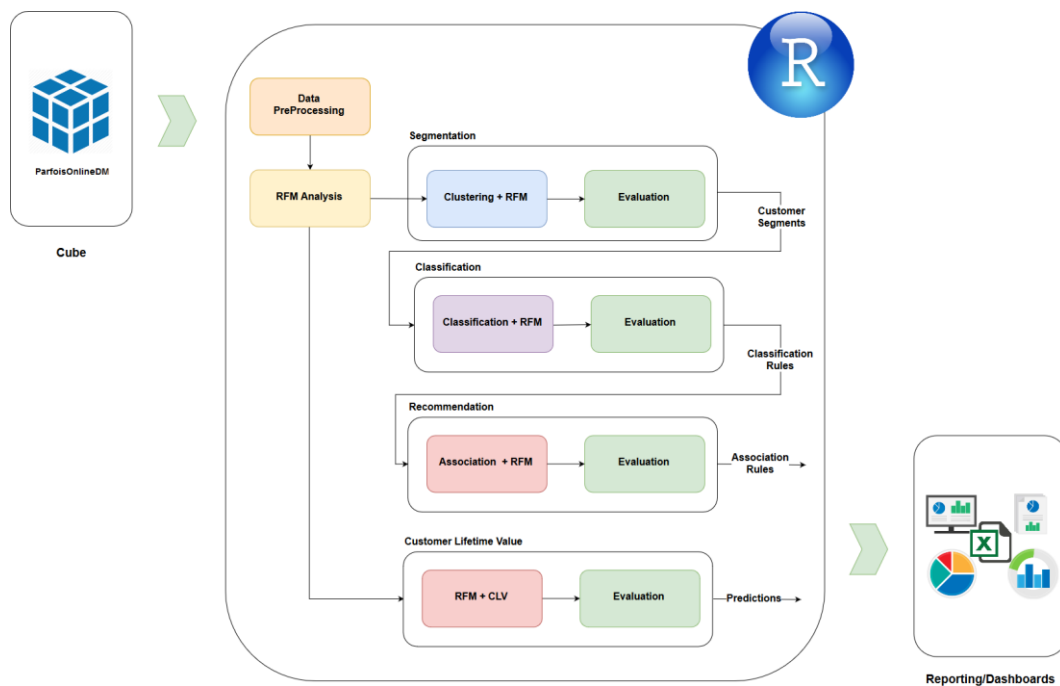 ParfoisOnlineDM
Cube
R
Data
PreProcessing
RFM Analysis
Segmentation
Clustering + RFM
Evaluation
Customer
Segments
Classification
Classification + RFM
Evaluation
Classification
Rules
Recommendation
Association + RFM
Evaluation
Association
Rules
Customer Lifetime Value
RFM + CLV
Evaluation
Predictions
X
Reporting/Dashboards